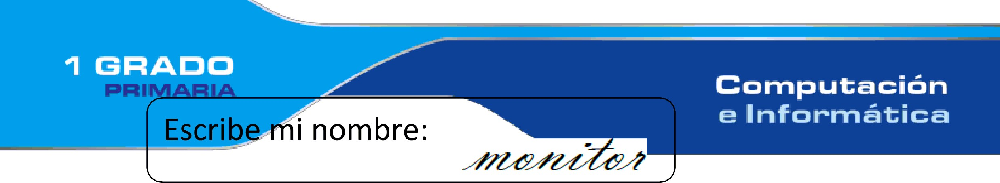 1 GRADO
PRIMARIA
Computación
e Informática
Escribe mi nombre:
monitor